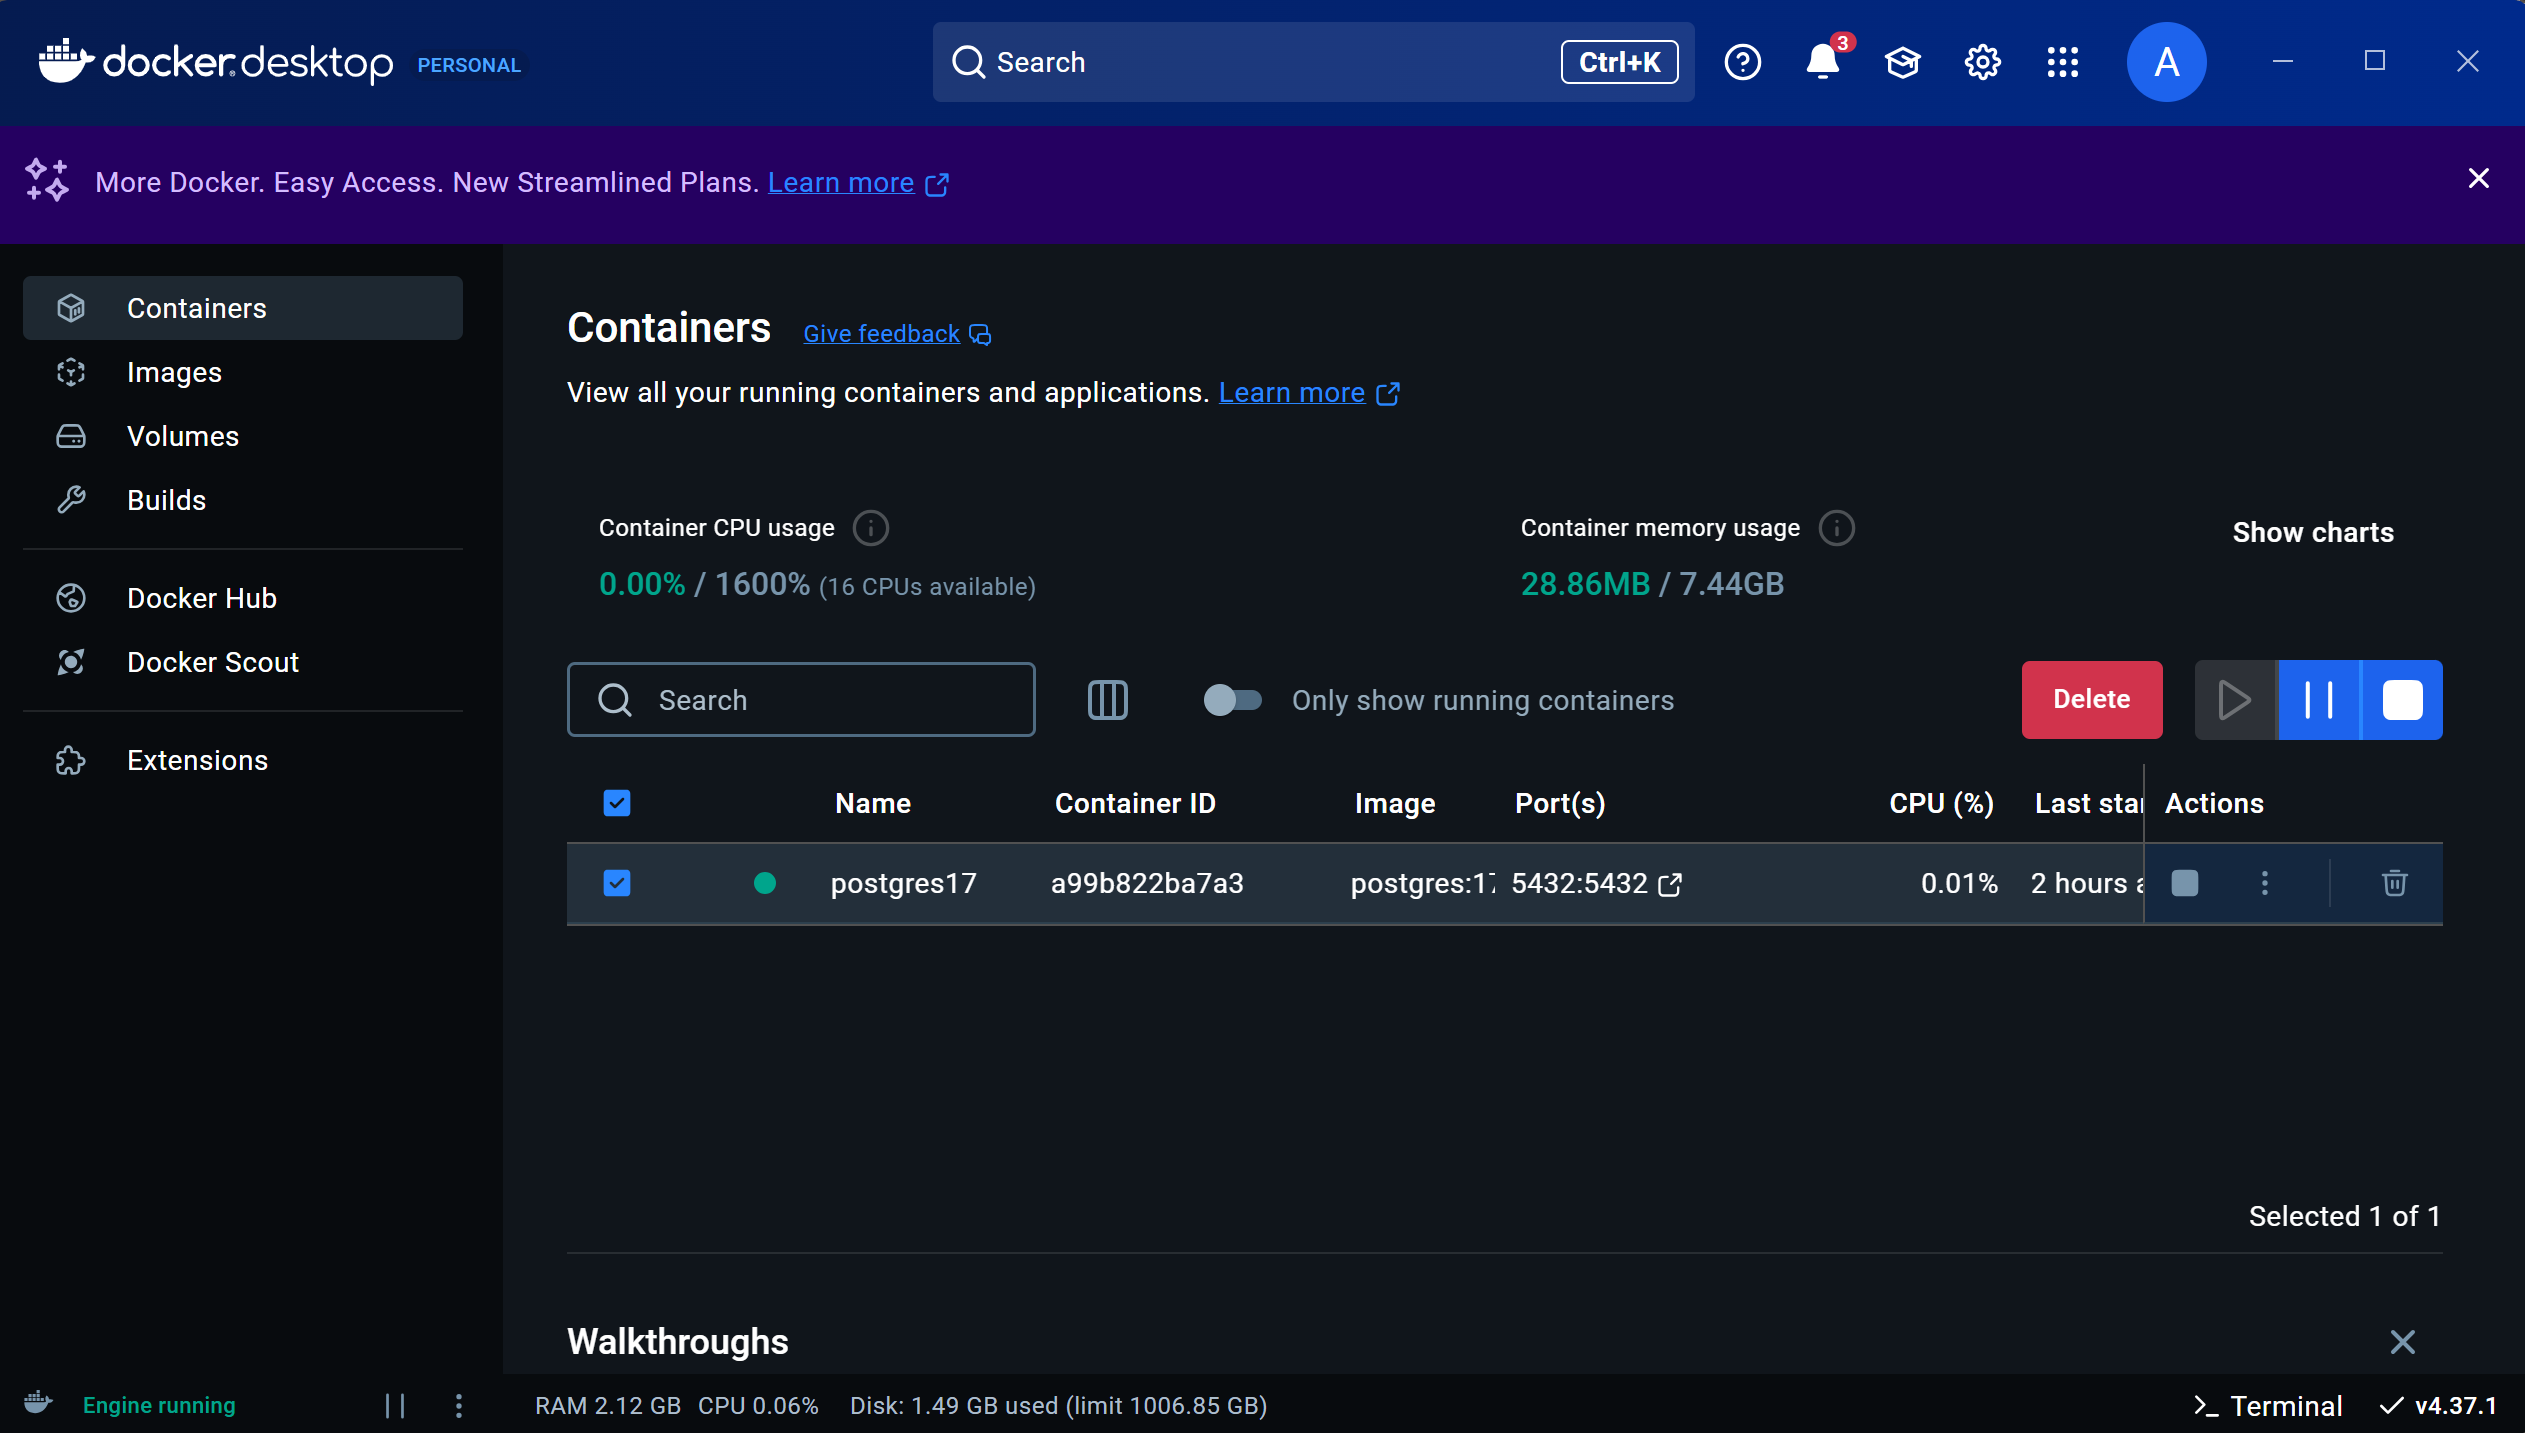 docker desktop PERSONAL
Search
Ctrl+K
3
A
More Docker. Easy Access. New Streamlined Plans. Learn more
Containers
Images
Volumes
Builds
Docker Hub
Docker Scout
Extensions
Containers Give feedback
View all your running containers and applications. Learn more
Container CPU usage
0.00% / 1600% (16 CPUs available)
Container memory usage
28.86MB / 7.44GB
Show charts
Search
Only show running containers
Delete
Name Container ID Image Port(s) CPU (%) Last star Actions
postgres17 a99b822ba7a3 postgres:17 5432:5432 0.01% 2 hours a
Selected 1 of 1
Walkthroughs
Engine running
RAM 2.12 GB CPU 0.06% Disk: 1.49 GB used (limit 1006.85 GB)
Terminal
v4.37.1